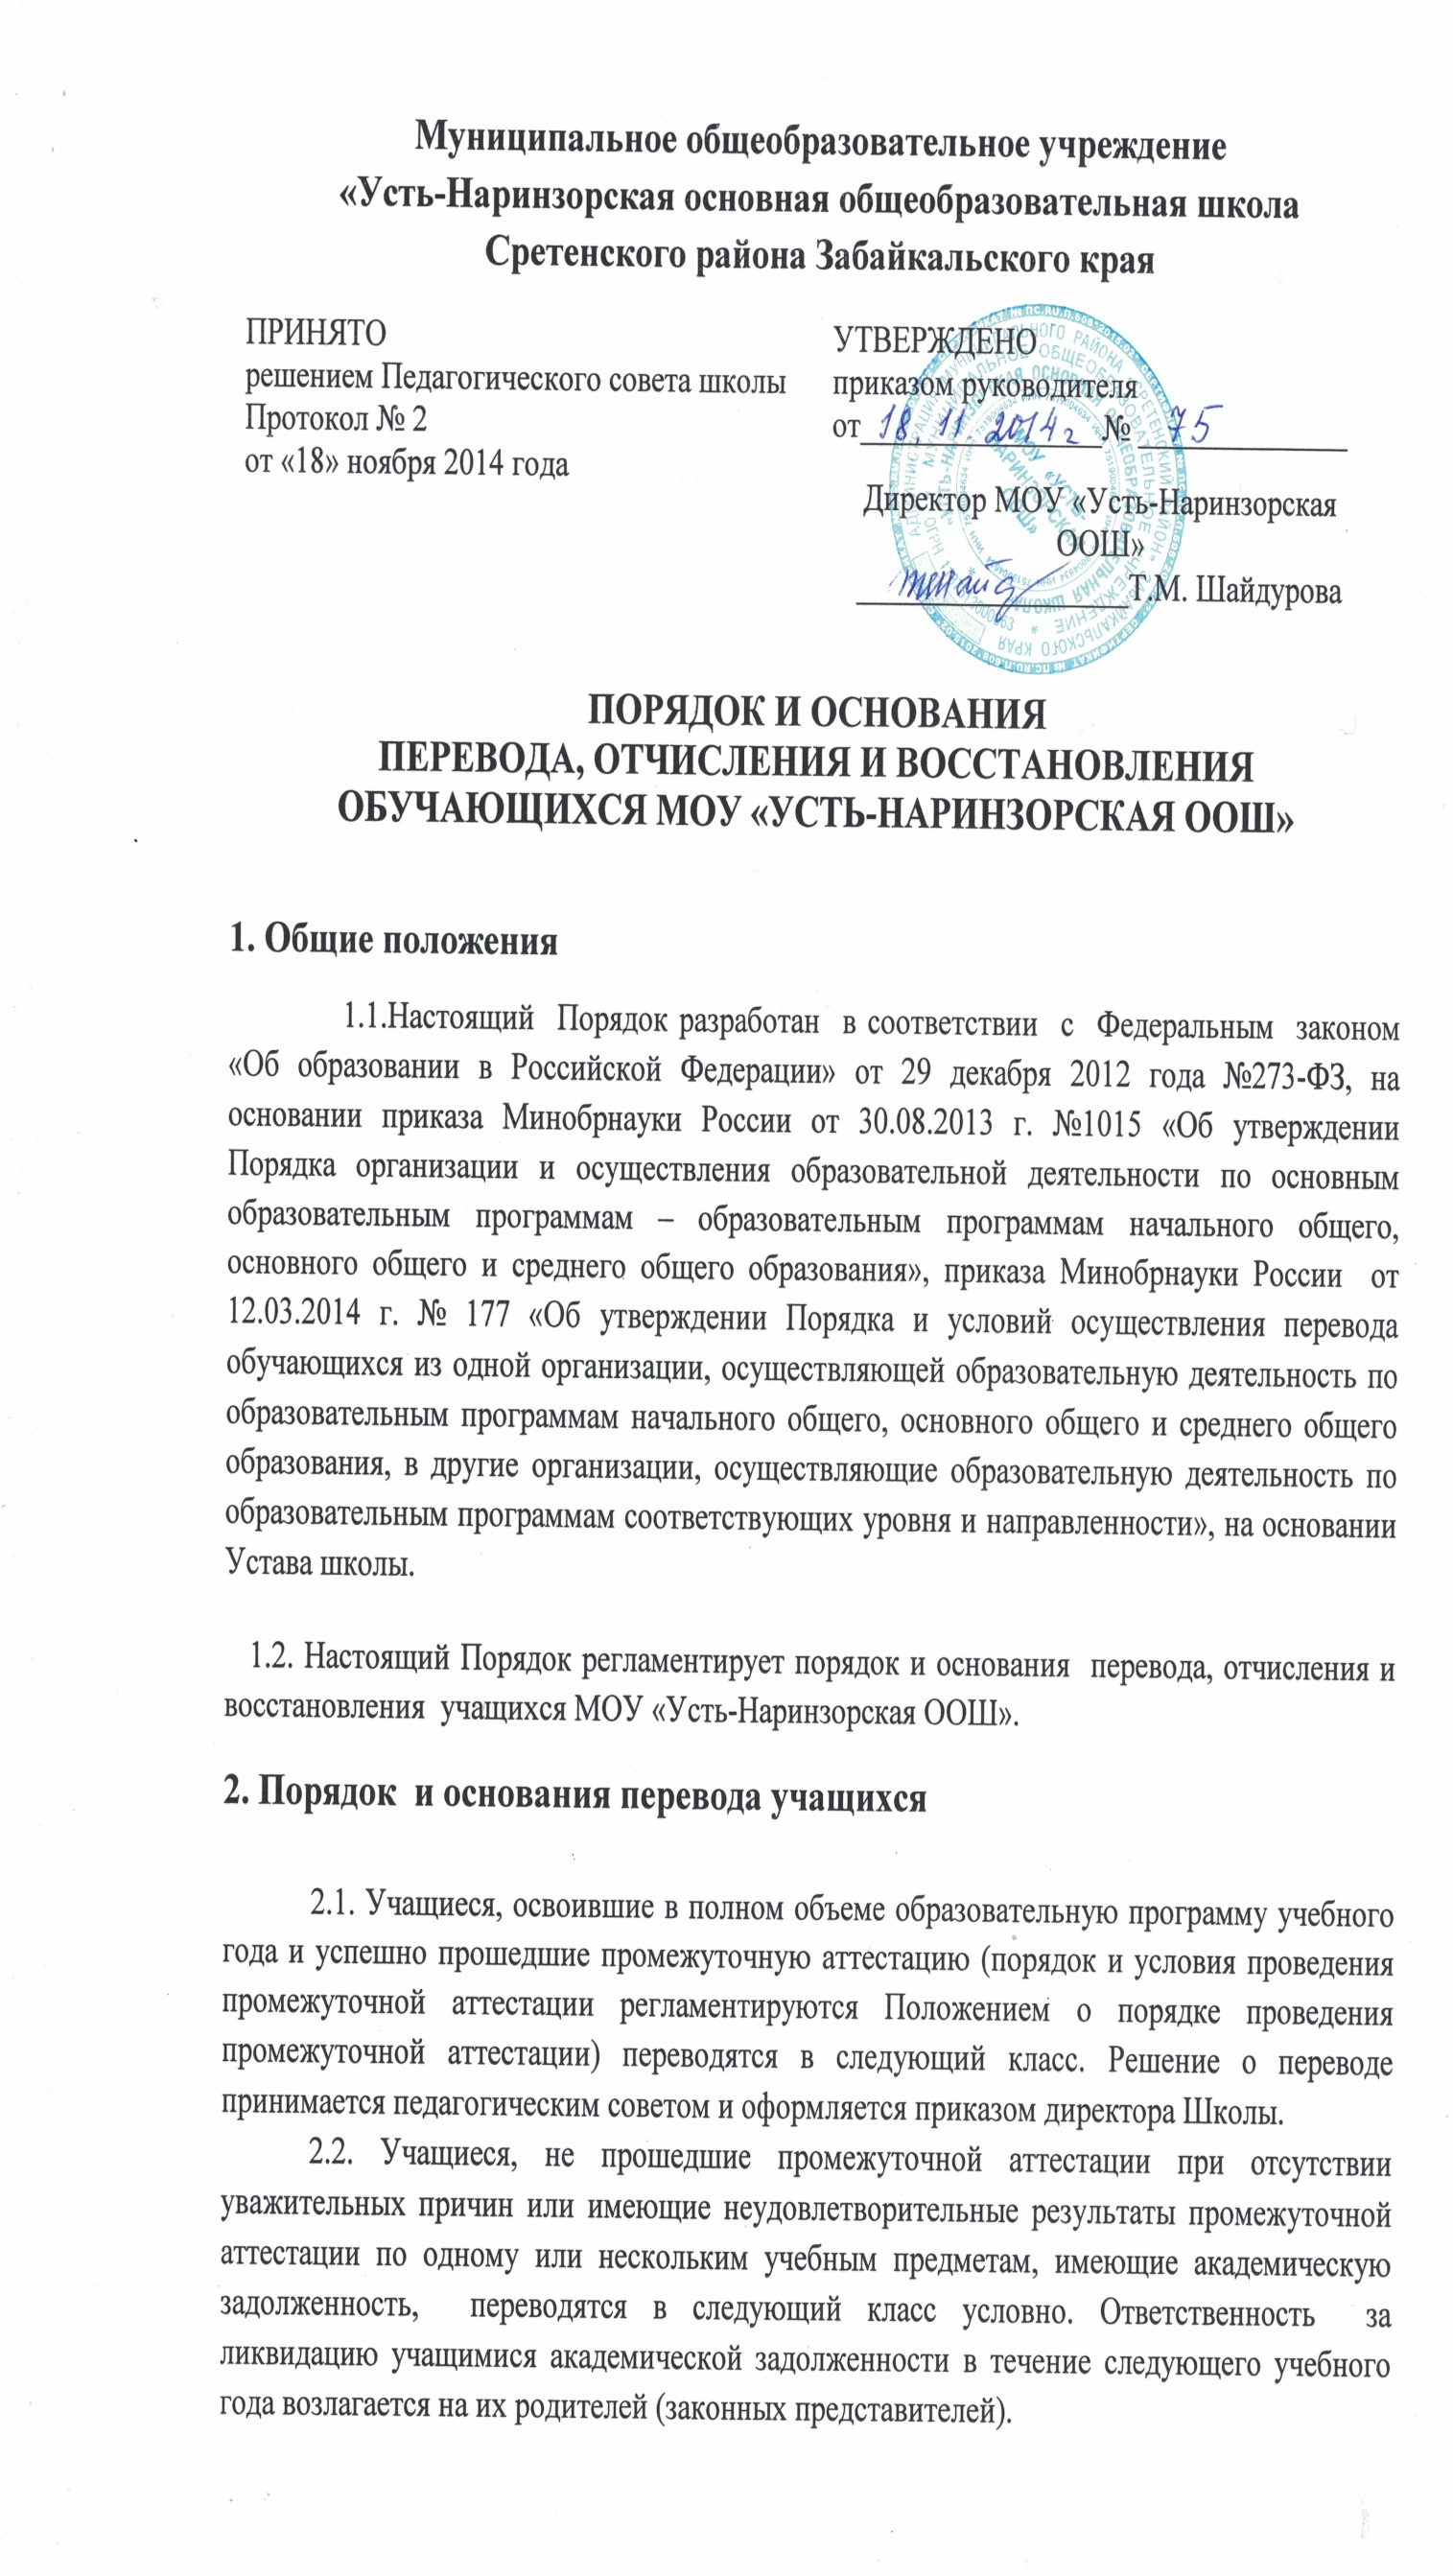 Муниципальное общеобразовательное учреждение
«Усть-Наринзорская основная общеобразовательная школа
Сретенского района Забайкальского края
ПРИНЯТО
решением Педагогического совета школы
Протокол № 2
от «18» ноября 2014 года
УТВЕРЖДЕНО
приказом руководителя
от 18.11 2014 г № 75
Директор МОУ «Усть-Наринзорская
ООШ»
Т.М. Шайдурова
МОУ «УСТЬ-
НАРИНЗОРСКАЯ
ООШ»
ПОРЯДОК И ОСНОВАНИЯ
ПЕРЕВОДА, ОТЧИСЛЕНИЯ И ВОССТАНОВЛЕНИЯ
ОБУЧАЮЩИХСЯ МОУ «УСТЬ-НАРИНЗОРСКАЯ ООШ»
1. Общие положения
1.1.Настоящий Порядок разработан в соответствии с Федеральным законом
«Об образовании в Российской Федерации» от 29 декабря 2012 года №273-ФЗ, на
основании приказа Минобрнауки России от 30.08.2013 г. №1015 «Об утверждении
Порядка организации и осуществления образовательной деятельности по основным
образовательным программам – образовательным программам начального общего,
основного общего и среднего общего образования», приказа Минобрнауки России от
12.03.2014 г. № 177 «Об утверждении Порядка и условий осуществления перевода
обучающихся из одной организации, осуществляющей образовательную деятельность по
образовательным программам начального общего, основного общего и среднего общего
образования, в другие организации, осуществляющие образовательную деятельность по
образовательным программам соответствующих уровня и направленности», на основании
Устава школы.
1.2. Настоящий Порядок регламентирует порядок и основания перевода, отчисления и
восстановления учащихся МОУ «Усть-Наринзорская ООШ».
2. Порядок и основания перевода учащихся
2.1. Учащиеся, освоившие в полном объеме образовательную программу учебного
года и успешно прошедшие промежуточную аттестацию (порядок и условия проведения
промежуточной аттестации регламентируются Положением о порядке проведения
промежуточной аттестации) переводятся в следующий класс. Решение о переводе
принимается педагогическим советом и оформляется приказом директора Школы.
2.2. Учащиеся, не прошедшие промежуточной аттестации при отсутствии
уважительных причин или имеющие неудовлетворительные результаты промежуточной
аттестации по одному или нескольким учебным предметам, имеющие академическую
задолженность, переводятся в следующий класс условно. Ответственность за
ликвидацию учащимися академической задолженности в течение следующего учебного
года возлагается на их родителей (законных представителей).